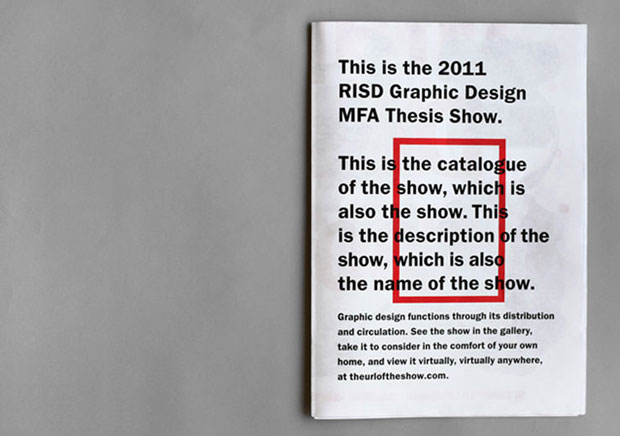 This is the 2011
RISD Graphic Design
MFA Thesis Show.
This is the catalogue
of the show, which is
also the show. This
is the description of the
show, which is also
the name of the show.
Graphic design functions through its distribution
and circulation. See the show in the gallery,
take it to consider in the comfort of your own
home, and view it virtually, virtually anywhere,
at theurloftheshow.com.